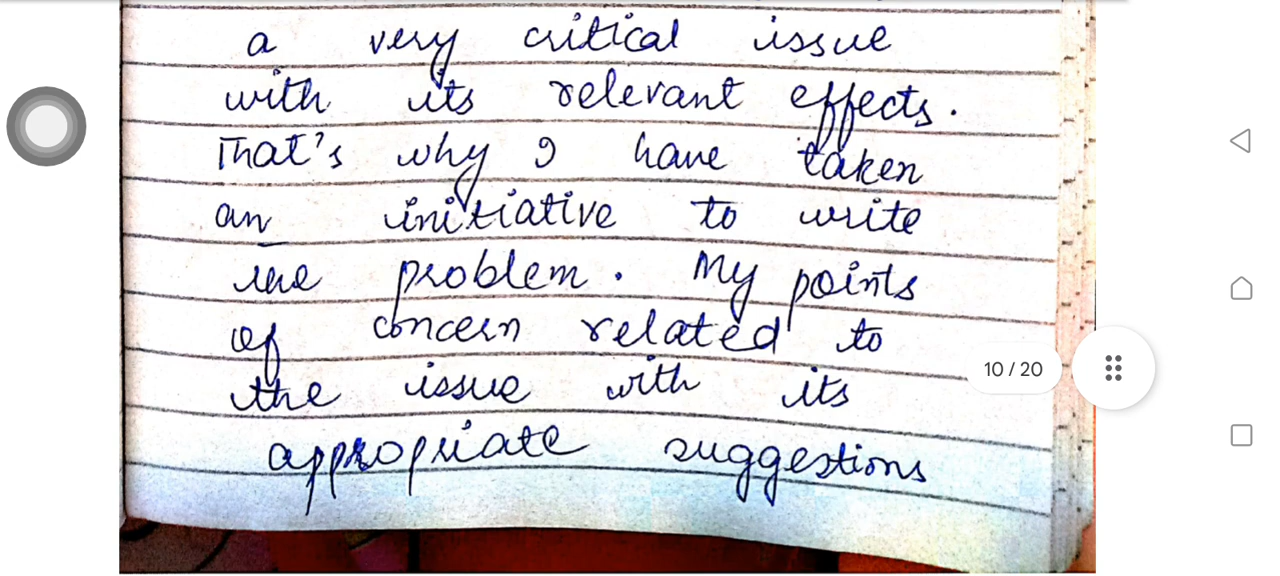 a very critical issue
with its relevant effects.
That's why I have taken
an initiative to write
the problem. My points
of concern related to
the issue with its
appropriate suggestions
10 / 20